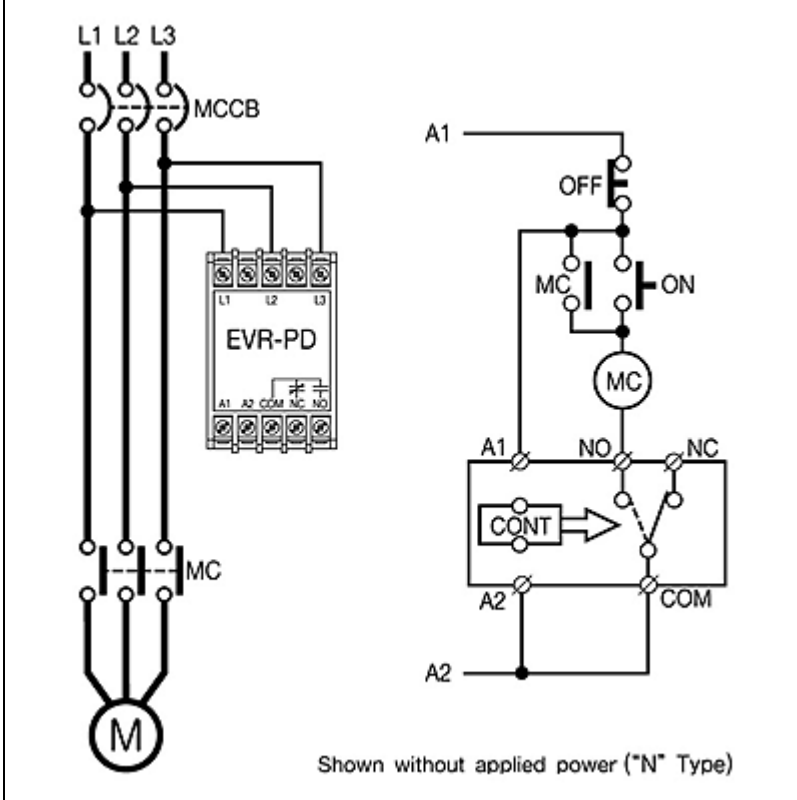 L1 L2 L3
MCCB
L1 L2 L3
EVR-PD
A1 A2 COM NC NO
MC
M
A1
OFF
MC ON
MC
A1 NO NC
CONT
A2 COM
A2
Shown without applied power ("N" Type)